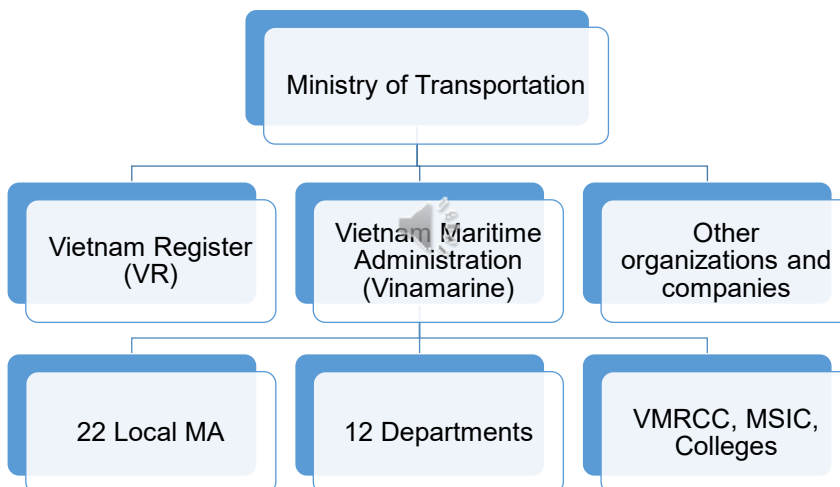 Ministry of Transportation
Vietnam Register
(VR)
Vietnam Maritime
Administration
(Vinamarine)
Other
organizations and
companies
22 Local MA
12 Departments
VMRCC, MSIC,
Colleges